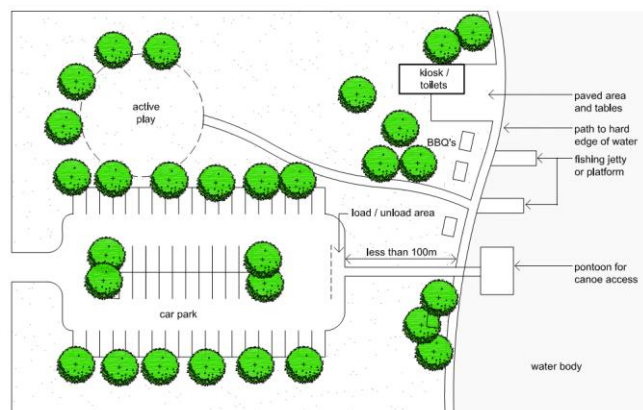 kiosk /
toilets
active
play
BBQ's
paved area
and tables
path to hard
edge of water
fishing jetty
or platform
load / unload area
less than 100m
pontoon for
canoe access
car park
water body